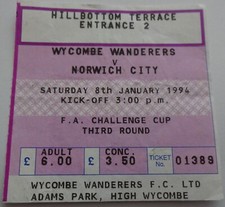 HILLBOTTOM TERRACE
ENTRANCE 2
WYCOMBE WANDERERS
V
NORWICH CITY
SATURDAY 8th JANUARY 1994
KICK-OFF 3:00 p.m.
F.A. CHALLENGE CUP
THIRD ROUND
£ ADULT 6.00 £ CONC. 3.50 TICKET No 01389
WYCOMBE WANDERERS F.C. LTD
ADAMS PARK, HIGH WYCOMBE